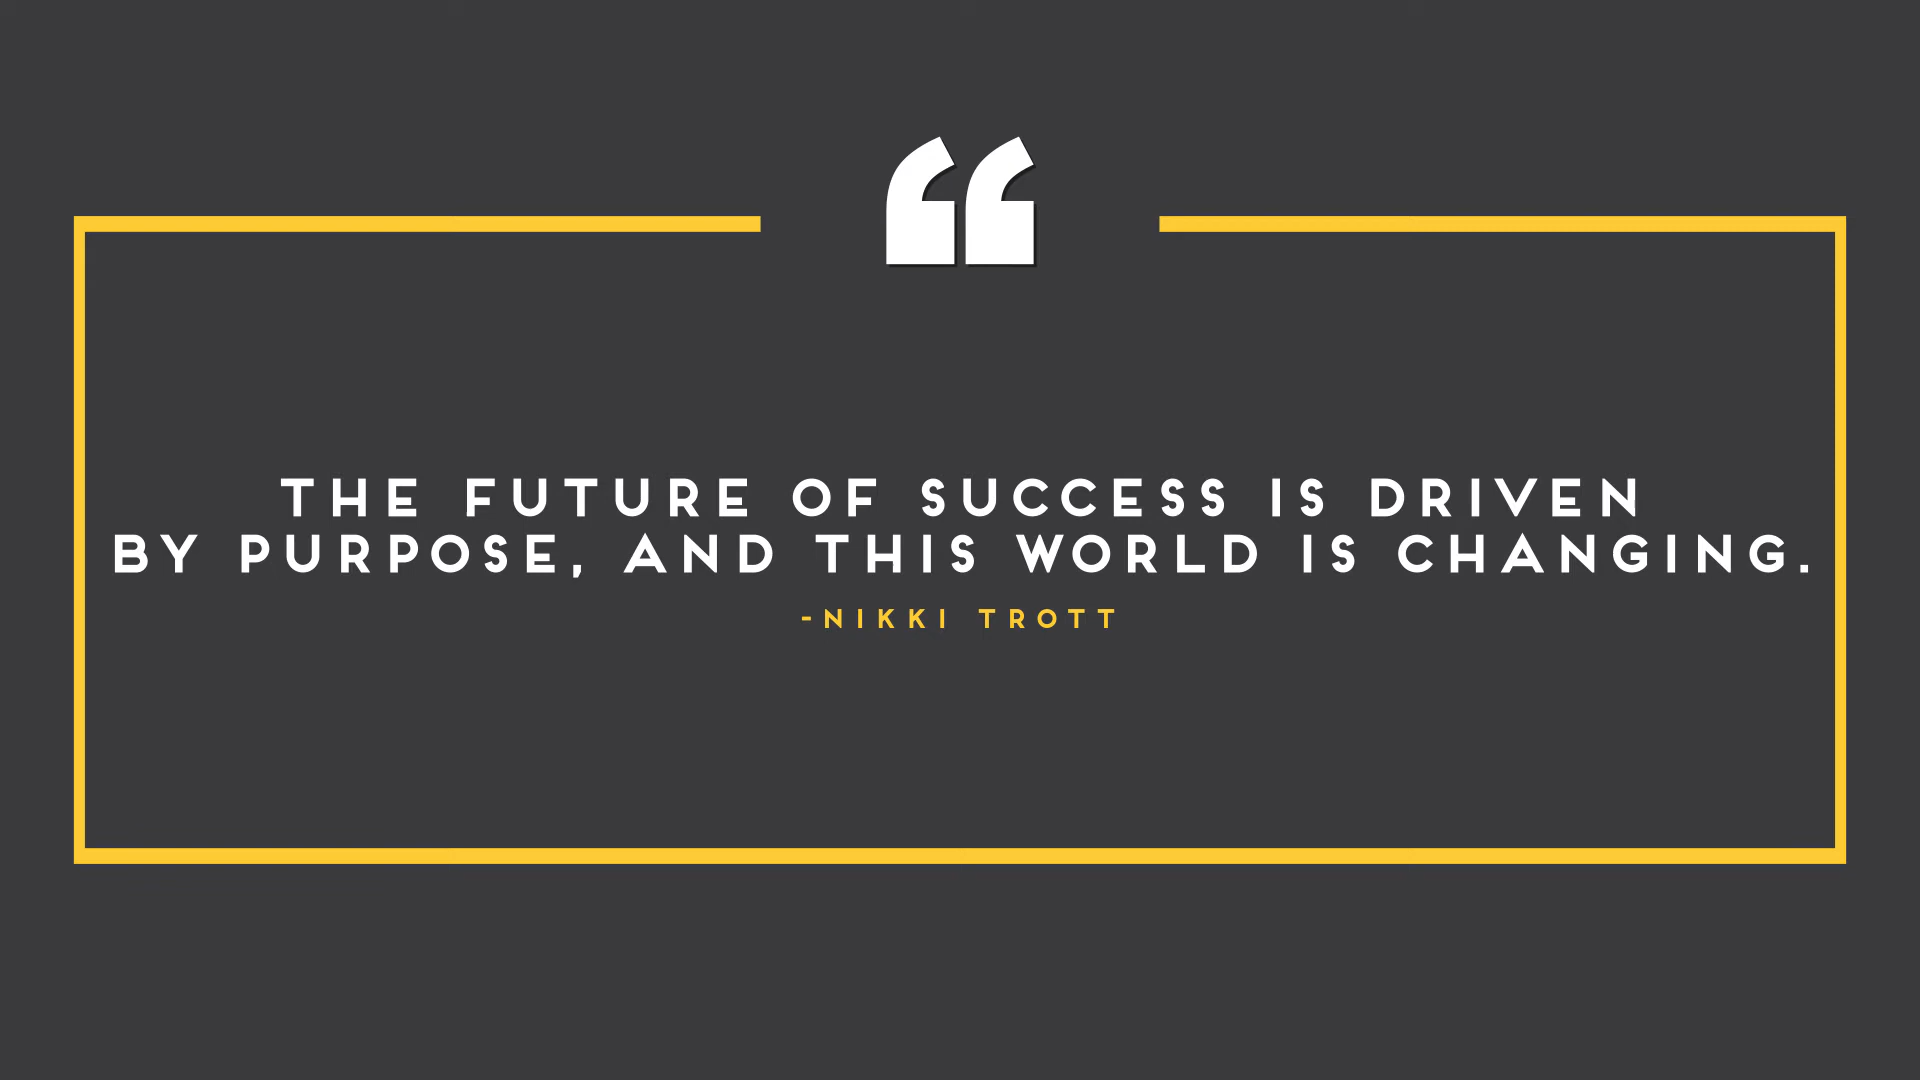 “
THE FUTURE OF SUCCESS IS DRIVEN
BY PURPOSE, AND THIS WORLD IS CHANGING.
-NIKKI TROTT